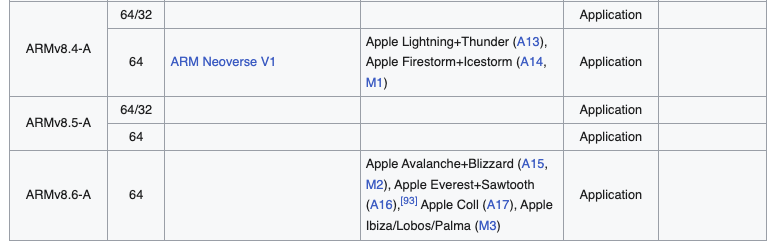 64/32 Application
ARMv8.4-A
64 ARM Neoverse V1 Apple Lightning+Thunder (A13),
Apple Firestorm+Icestorm (A14,
M1) Application
ARMv8.5-A
64/32 Application
64 Application
ARMv8.6-A 64 Apple Avalanche+Blizzard (A15,
M2), Apple Everest+Sawtooth
(A16),[93] Apple Coll (A17), Apple
Ibiza/Lobos/Palma (M3) Application